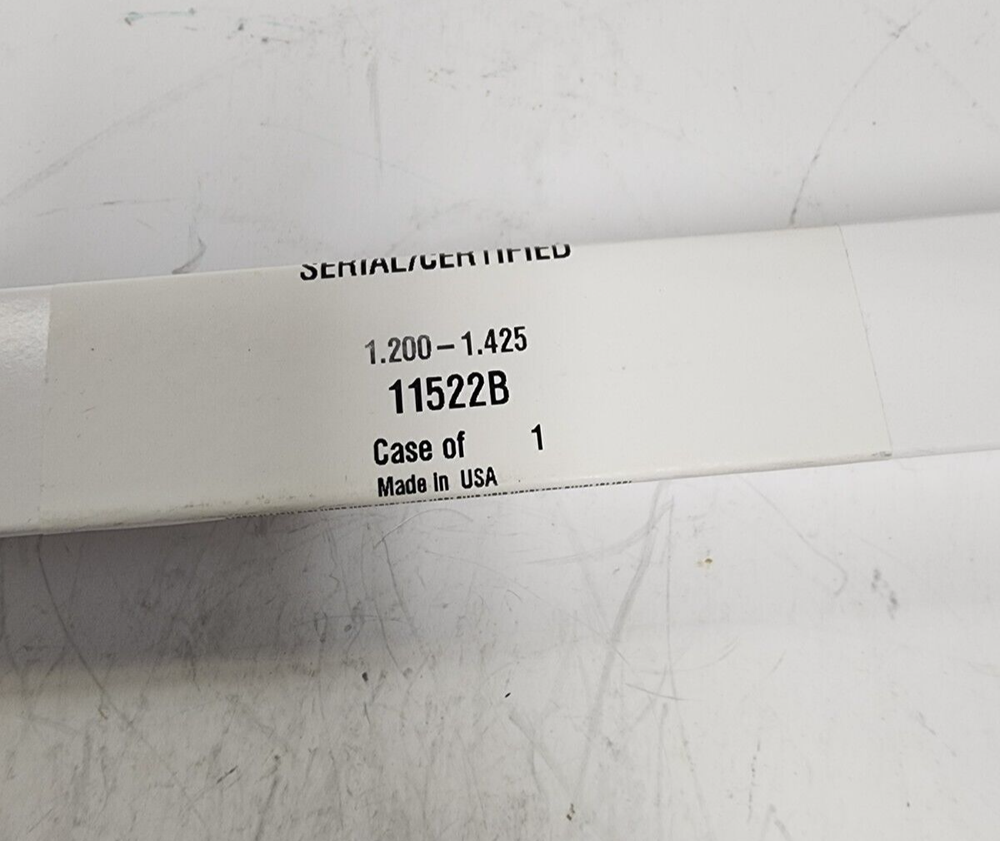 SERIAL/CERTIFIED
1.200–1.425
11522B
Case of 1
Made In USA